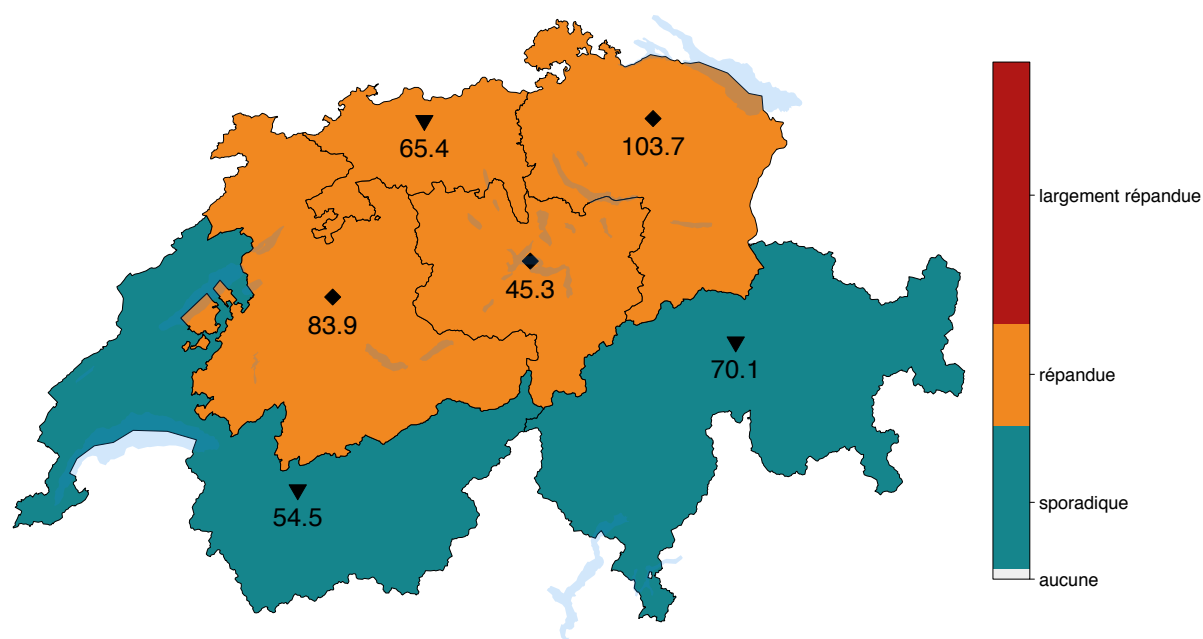 65.4
103.7
45.3
83.9
70.1
54.5
largement répandue
répandue
sporadique
aucune